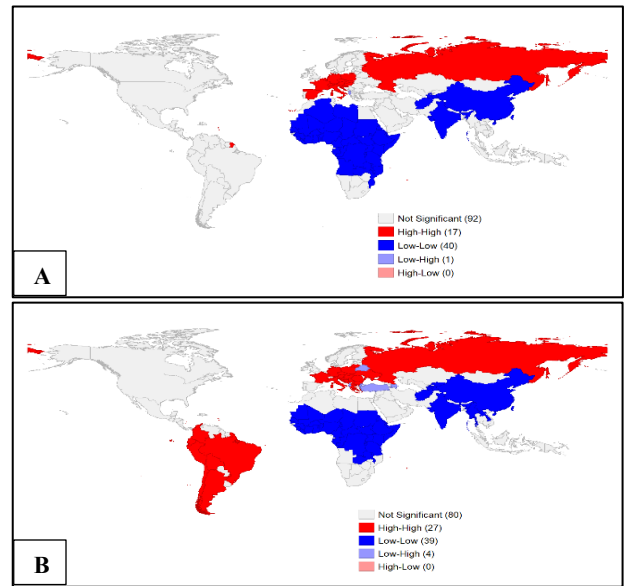 Not Significant (92)
High-High (17)
Low-Low (40)
Low-High (1)
High-Low (0)
A
Not Significant (80)
High-High (27)
Low-Low (39)
Low-High (4)
High-Low (0)
B